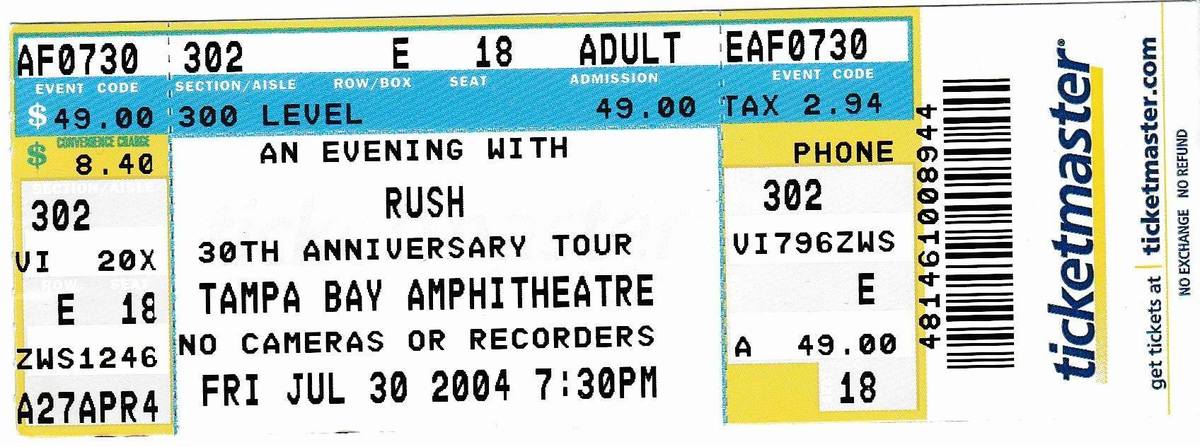 AF0730 302 E 18 ADULT EAF0730
EVENT CODE SECTION/AISLE ROW/BOX SEAT ADMISSION EVENT CODE
$ 49.00 300 LEVEL 49.00 TAX 2.94
$ CONVENIENCE CHARGE
8.40
SECTION/AISLE
302
VI 20X
ROW SEAT
E 18
ZWS1246
A27APR4
AN EVENING WITH
RUSH
30TH ANNIVERSARY TOUR
TAMPA BAY AMPHITHEATRE
NO CAMERAS OR RECORDERS
FRI JUL 30 2004 7:30PM
PHONE
302
VI796ZWS
E
A 49.00
18
481461008944
ticketmaster®
get tickets at | ticketmaster.com
NO EXCHANGE NO REFUND